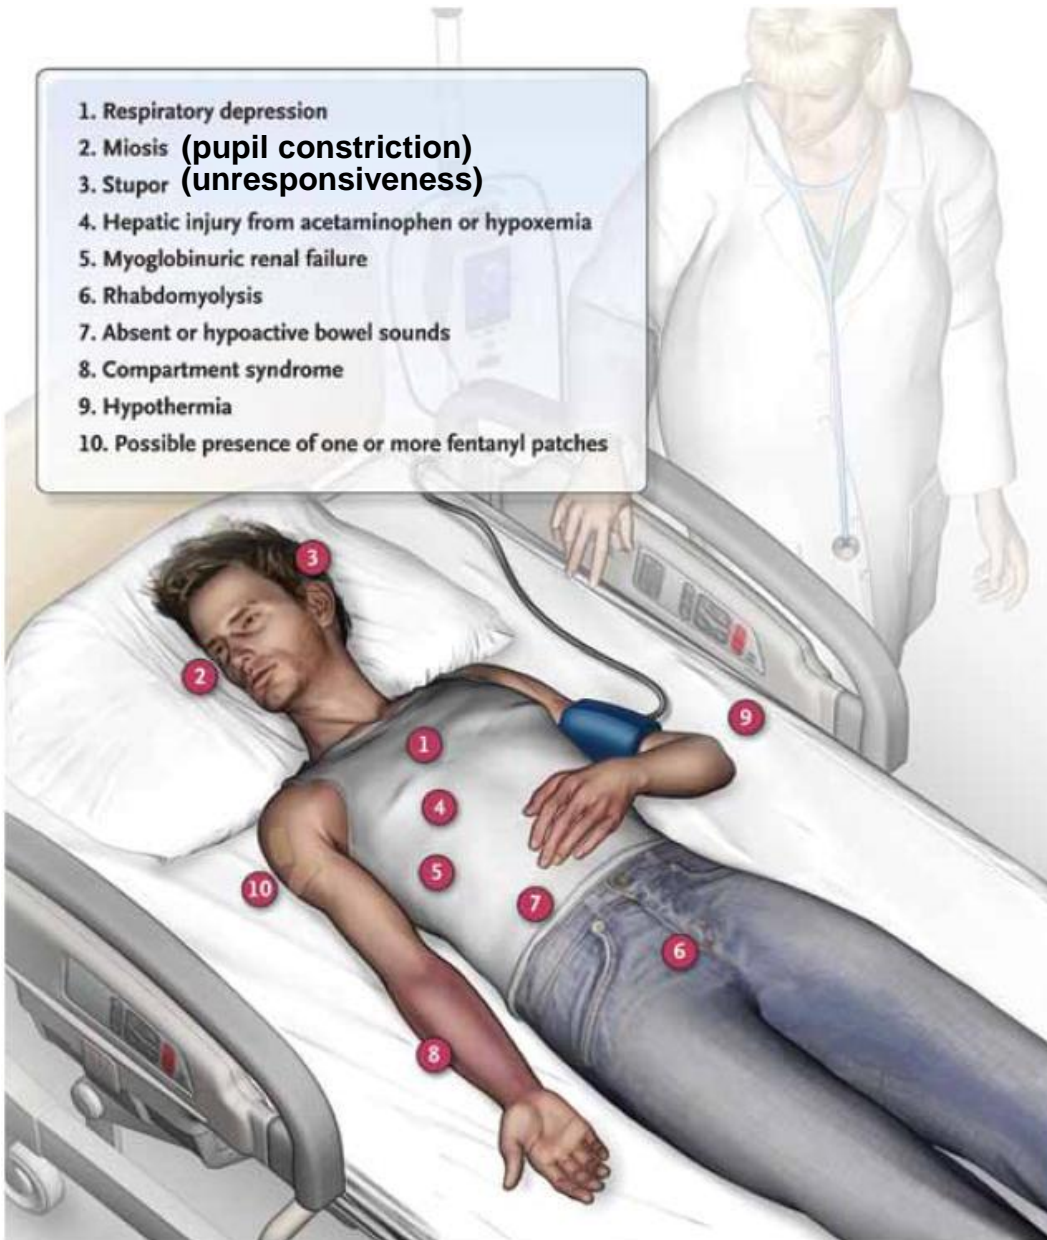 1. Respiratory depression
2. Miosis (pupil constriction)
3. Stupor (unresponsiveness)
4. Hepatic injury from acetaminophen or hypoxemia
5. Myoglobinuric renal failure
6. Rhabdomyolysis
7. Absent or hypoactive bowel sounds
8. Compartment syndrome
9. Hypothermia
10. Possible presence of one or more fentanyl patches
3
2
9
1
4
5
10
7
6
8